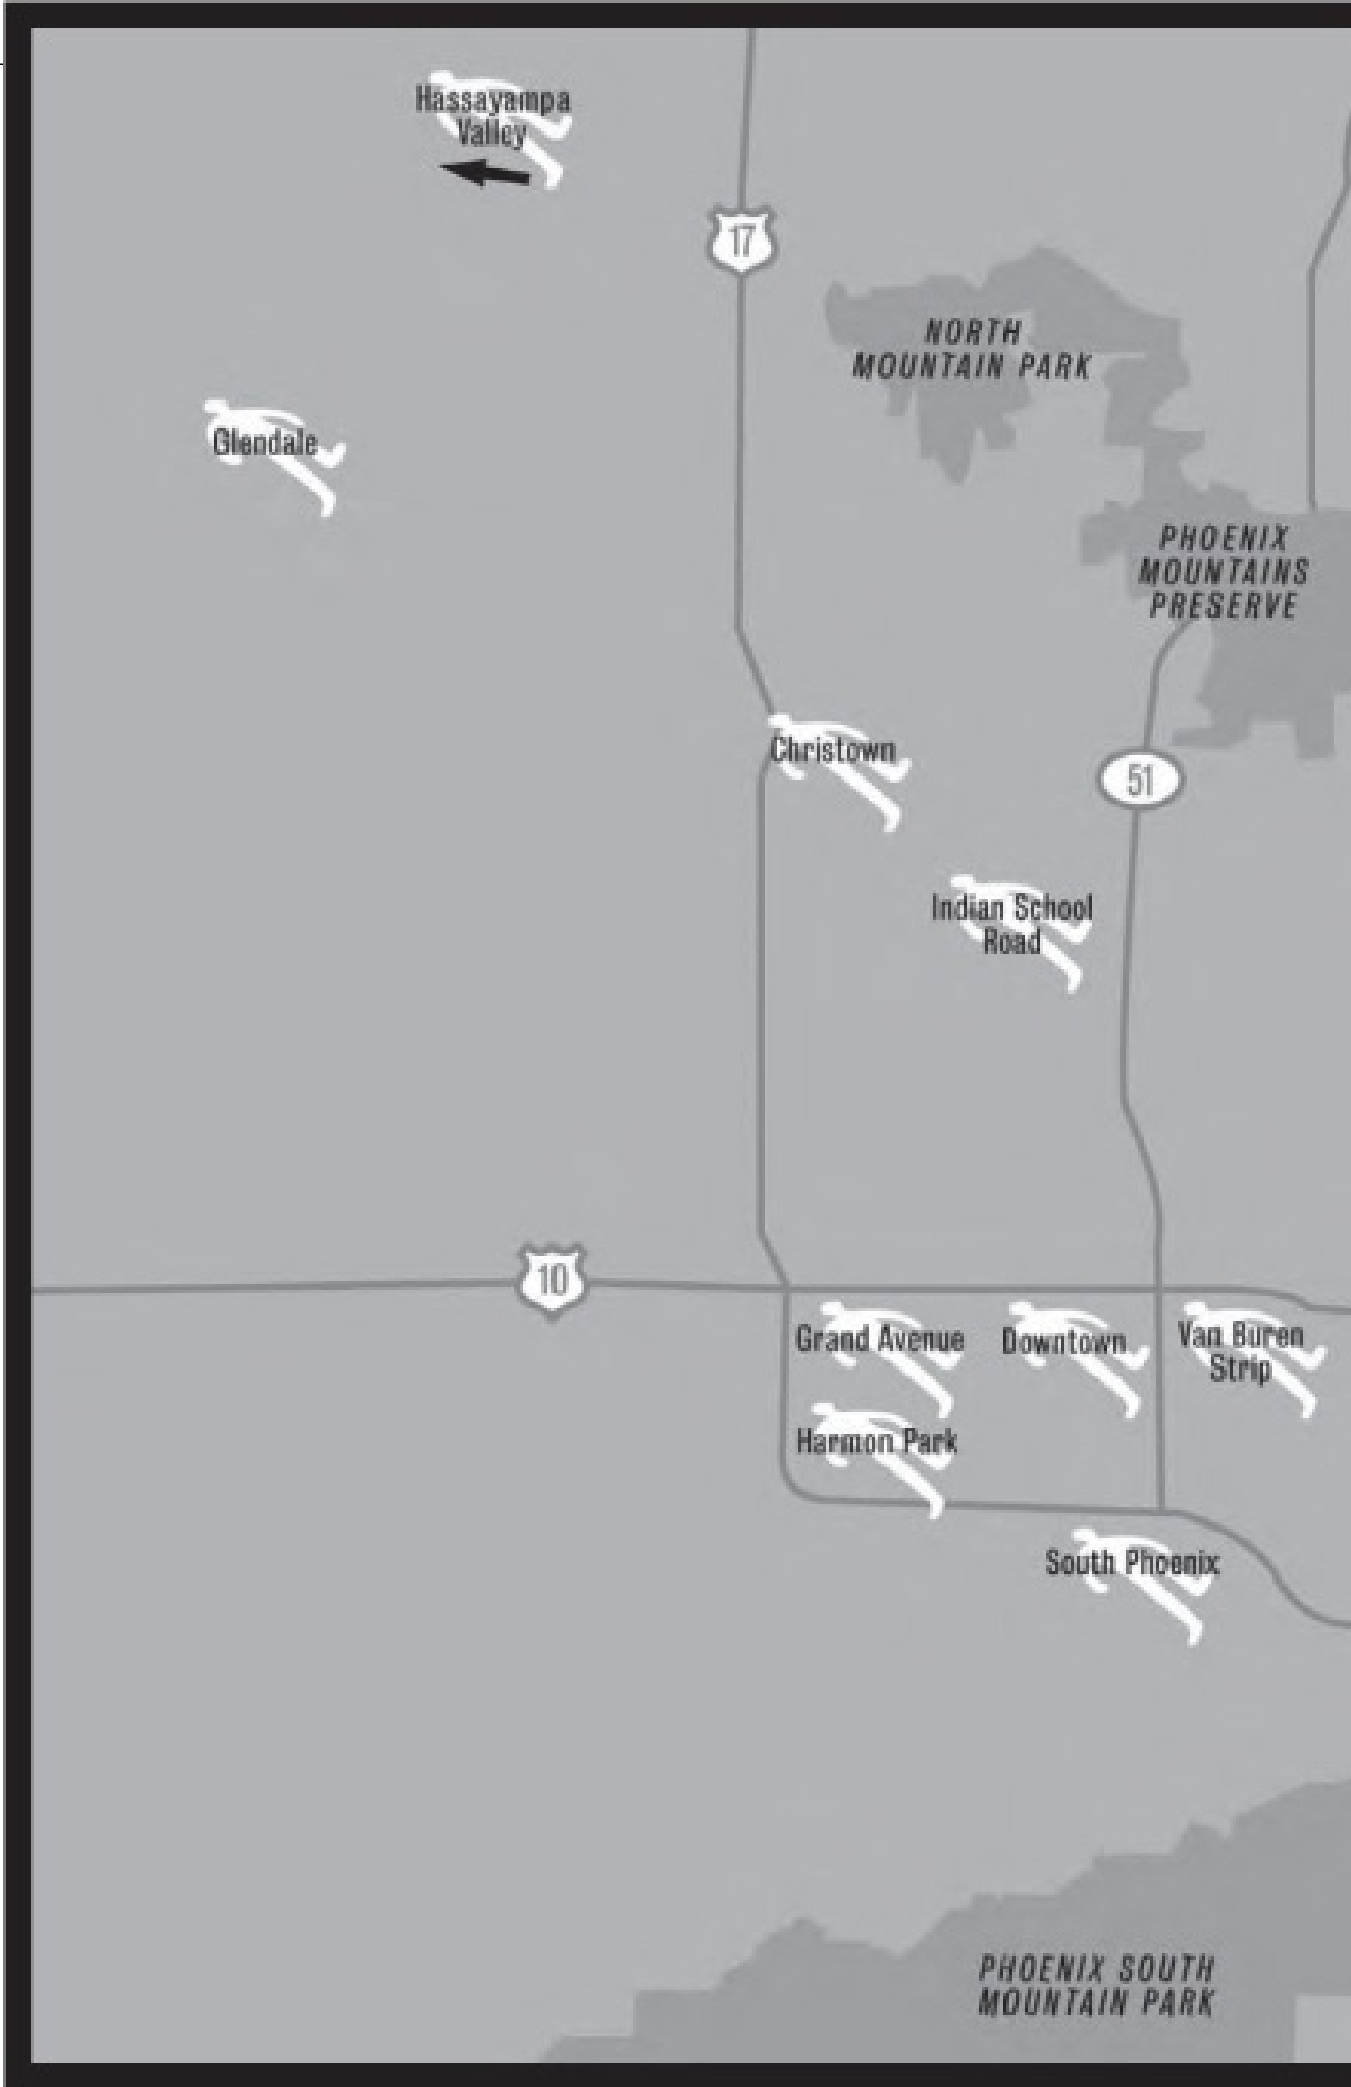 Hassayampa
Valley
17
NORTH
MOUNTAIN PARK
Glendale
PHOENIX
MOUNTAINS
PRESERVE
Christown
51
Indian School
Road
10
Grand Avenue
Downtown
Van Buren
Strip
Harmon Park
South Phoenix
PHOENIX SOUTH
MOUNTAIN PARK